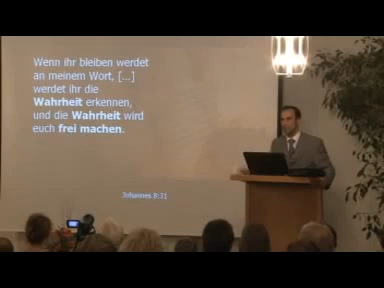 Wenn ihr bleiben werdet
an meinem Wort, [...]
werdet ihr die
Wahrheit erkennen,
und die Wahrheit wird
euch frei machen.
Johannes 8:31